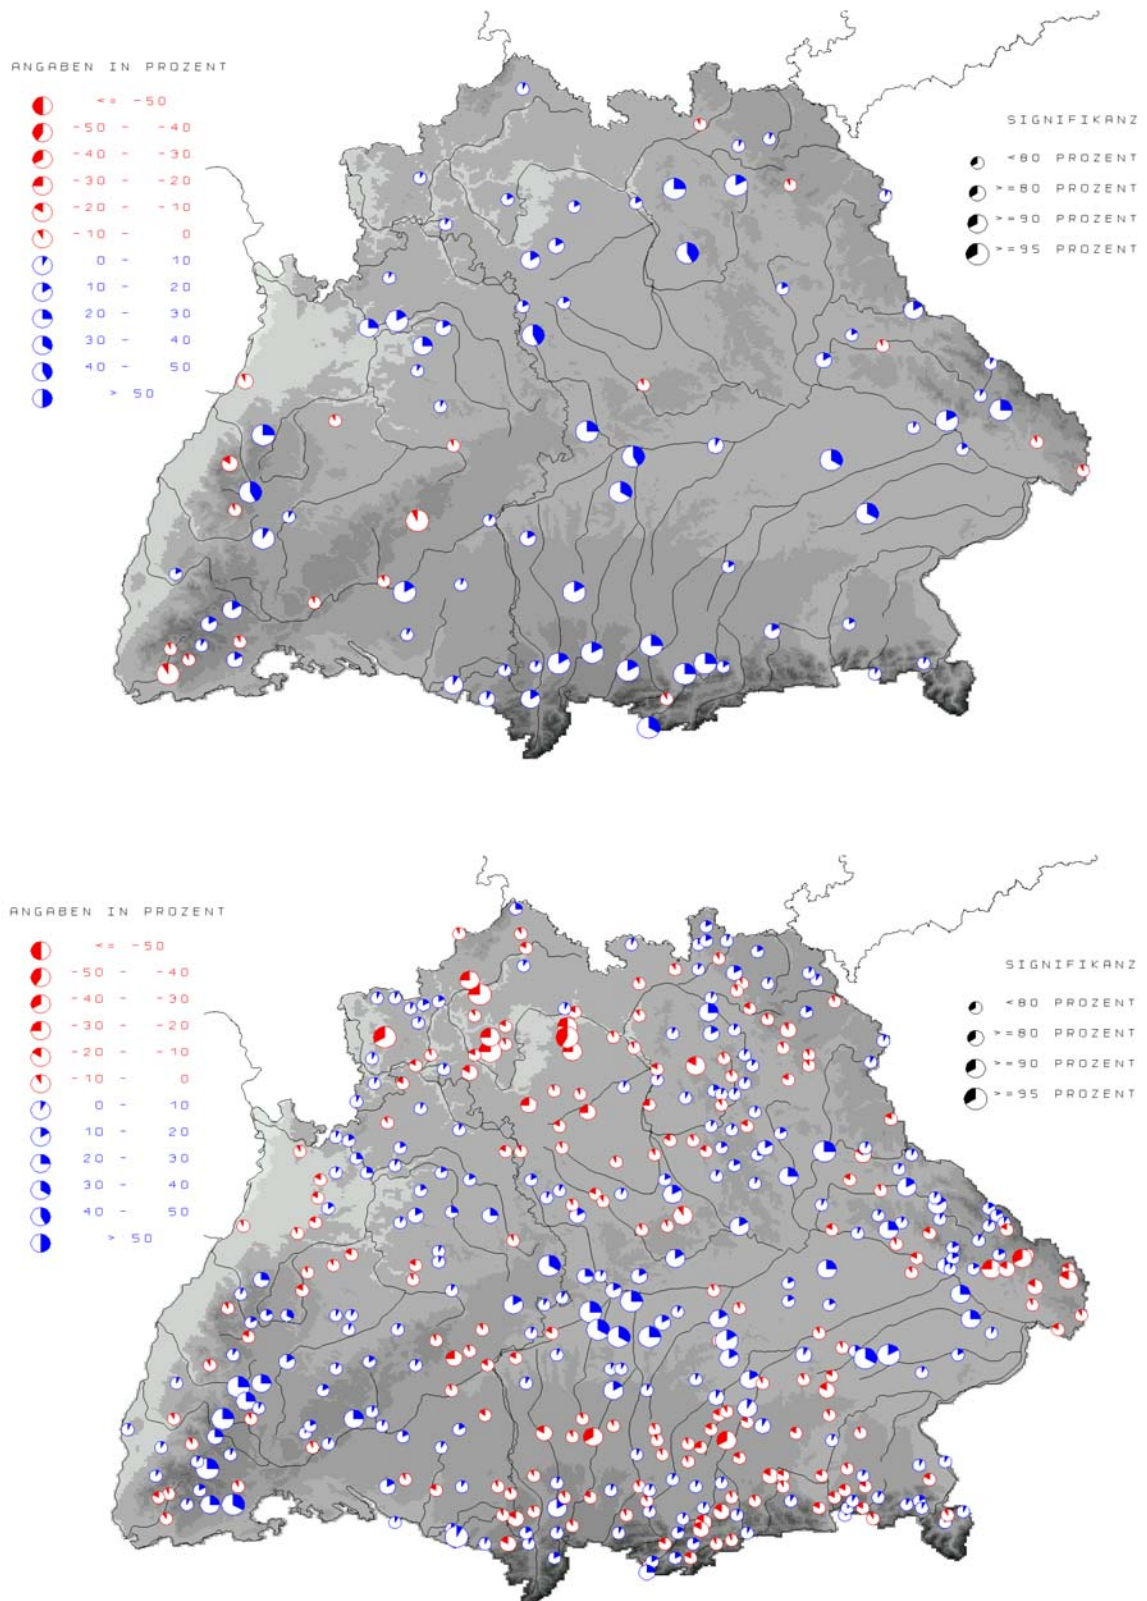 ANGABEN IN PROZENT
<= -50
-50 - -40
-40 - -30
-30 - -20
-20 - -10
-10 - 0
0 - 10
10 - 20
20 - 30
30 - 40
40 - 50
> 50
SIGNIFIKANZ
<80 PROZENT
>=80 PROZENT
>=90 PROZENT
>=95 PROZENT
ANGABEN IN PROZENT
<= -50
-50 - -40
-40 - -30
-30 - -20
-20 - -10
-10 - 0
0 - 10
10 - 20
20 - 30
30 - 40
40 - 50
> 50
SIGNIFIKANZ
<80 PROZENT
>=80 PROZENT
>=90 PROZENT
>=95 PROZENT